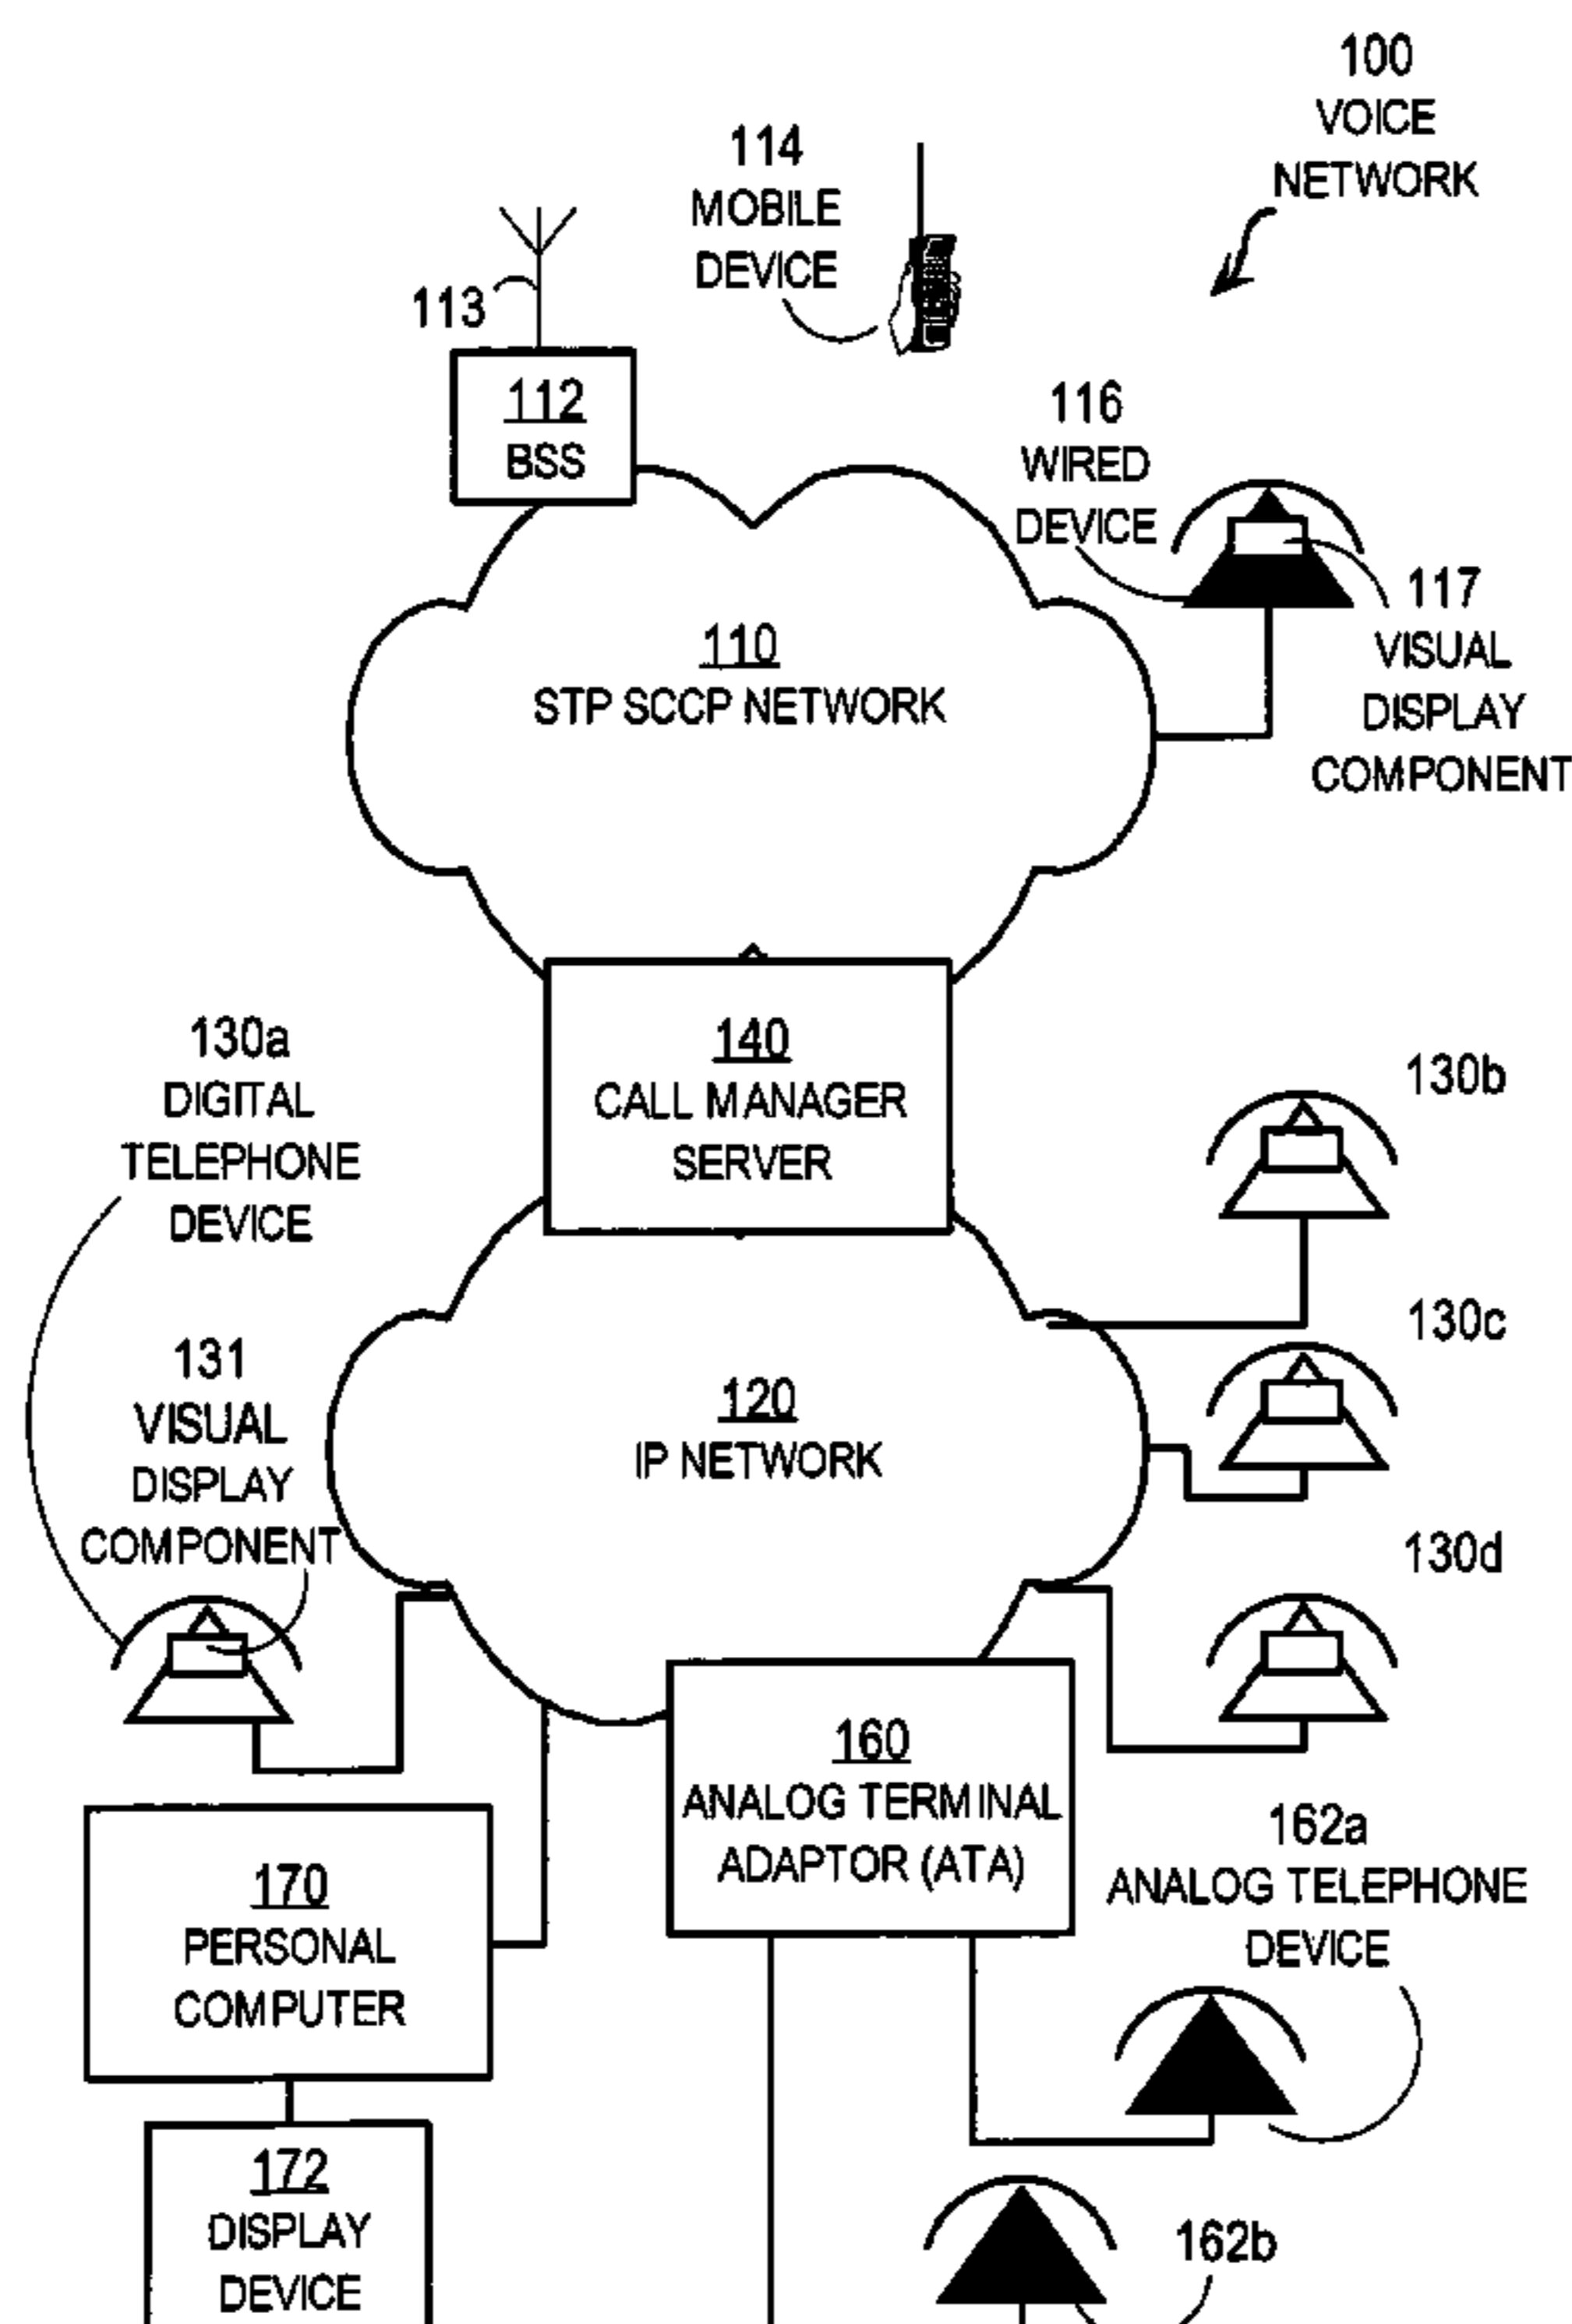 100
VOICE
NETWORK
114
MOBILE
DEVICE
113
112
BSS
116
WIRED
DEVICE
117
VISUAL
DISPLAY
COMPONENT
110
STP SCCP NETWORK
140
CALL MANAGER
SERVER
130a
DIGITAL
TELEPHONE
DEVICE
130b
130c
131
VISUAL
DISPLAY
COMPONENT
120
IP NETWORK
130d
160
ANALOG TERMINAL
ADAPTOR (ATA)
162a
ANALOG TELEPHONE
DEVICE
170
PERSONAL
COMPUTER
172
DISPLAY
DEVICE
162b